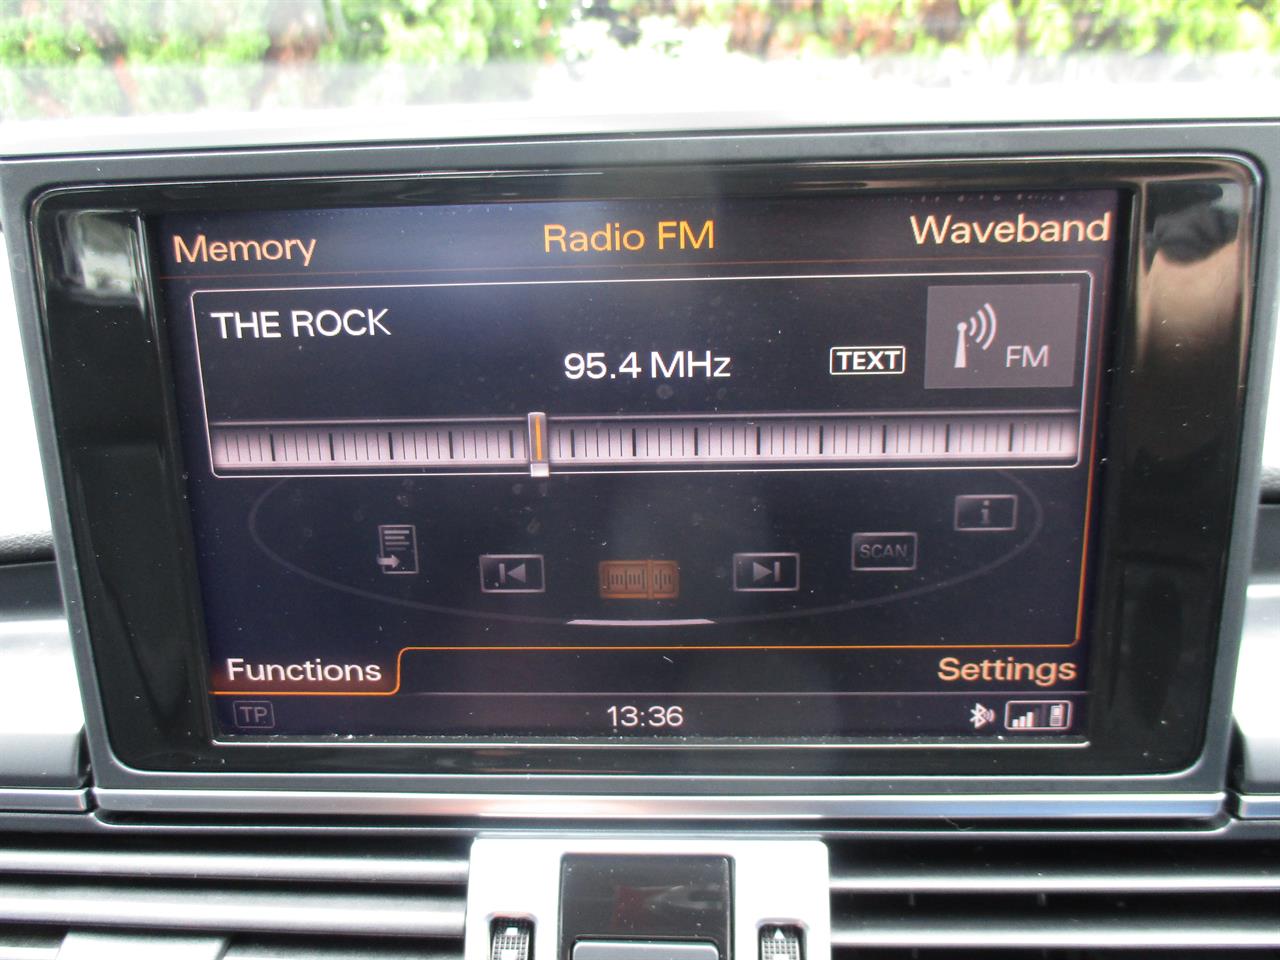 Memory Radio FM Waveband
THE ROCK
95.4 MHz TEXT FM
SCAN i
Functions Settings
TP 13:36